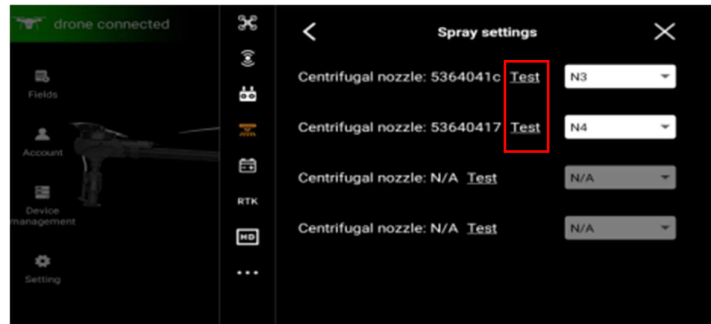 drone connected
Fields
Account
Device
management
Setting
RTK
HD
Spray settings
Centrifugal nozzle: 5364041c Test N3
Centrifugal nozzle: 53640417 Test N4
Centrifugal nozzle: N/A Test N/A
Centrifugal nozzle: N/A Test N/A